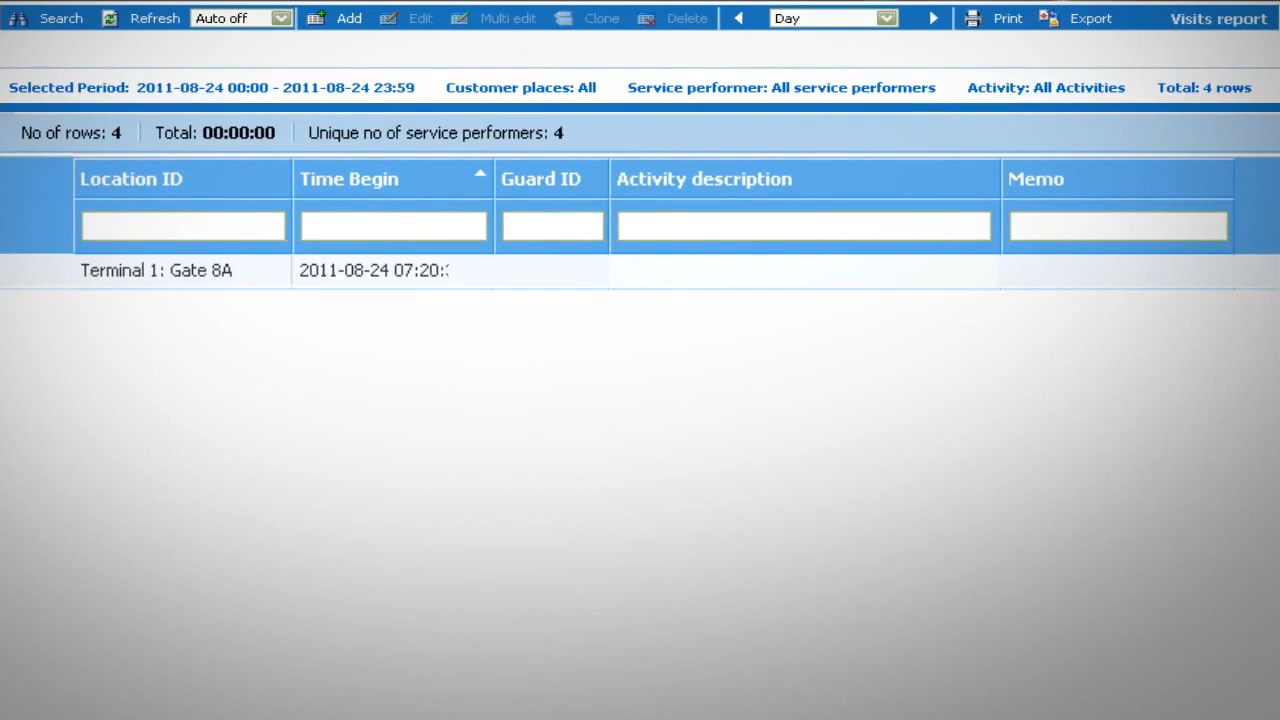 Search Refresh Auto off Add Edit Multi edit Clone Delete Day Print Export Visits report
Selected Period: 2011-08-24 00:00 - 2011-08-24 23:59 Customer places: All Service performer: All service performers Activity: All Activities Total: 4 rows
No of rows: 4 Total: 00:00:00 Unique no of service performers: 4
Location ID Time Begin Guard ID Activity description Memo
Terminal 1: Gate 8A 2011-08-24 07:20: